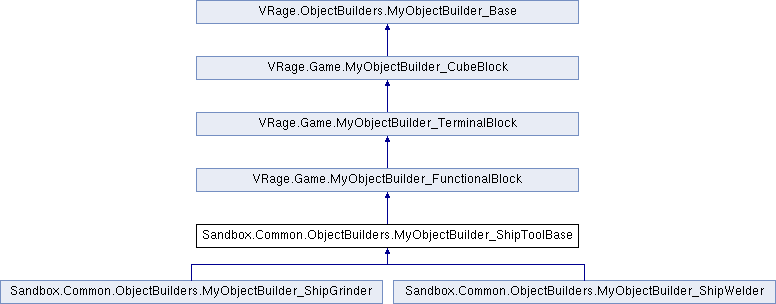 VRage.ObjectBuilders.MyObjectBuilder_Base
VRage.Game.MyObjectBuilder_CubeBlock
VRage.Game.MyObjectBuilder_TerminalBlock
VRage.Game.MyObjectBuilder_FunctionalBlock
Sandbox.Common.ObjectBuilders.MyObjectBuilder_ShipToolBase
Sandbox.Common.ObjectBuilders.MyObjectBuilder_ShipGrinder
Sandbox.Common.ObjectBuilders.MyObjectBuilder_ShipWelder